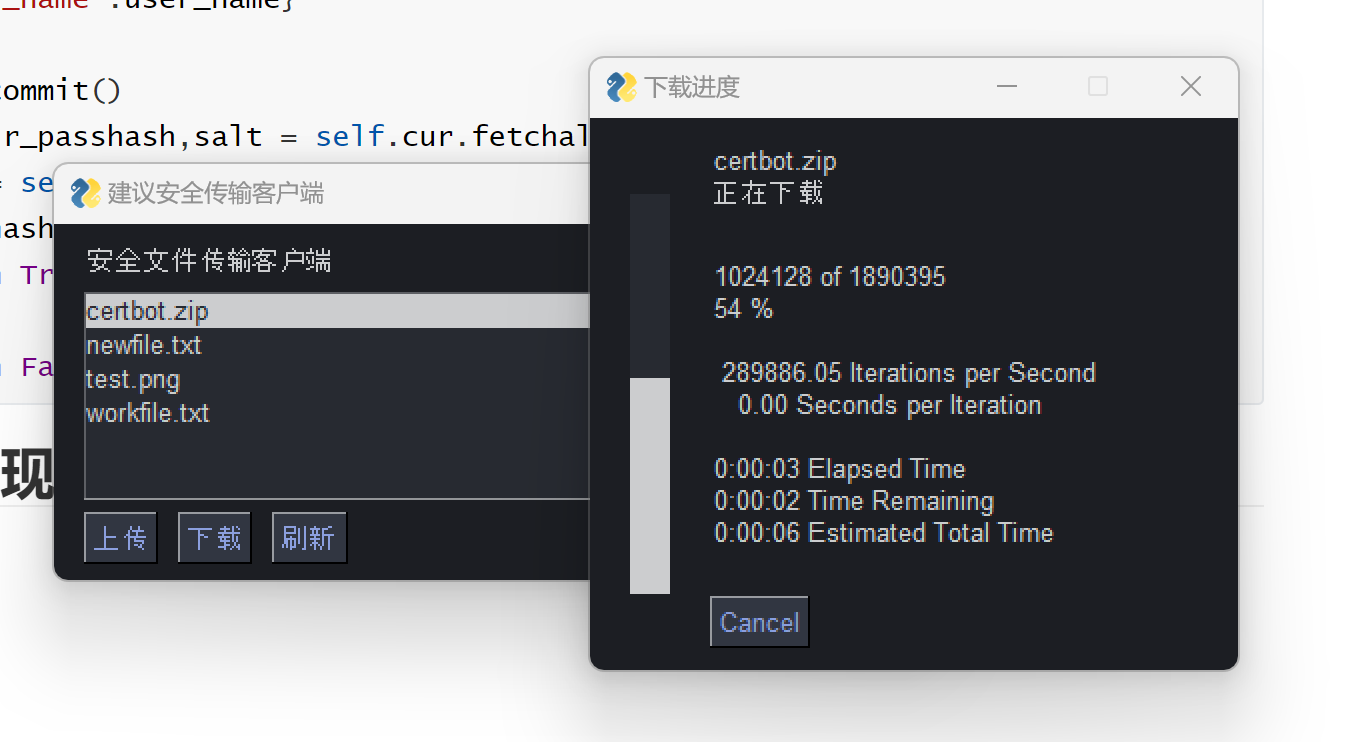 _name".user_name}
commit()
r_passhash,salt = self.cur.fetchal
= se
hash
Tr
Fa
现
建议安全传输客户端
安全文件传输客户端
certbot.zip
newfile.txt
test.png
workfile.txt
上传 下载 刷新
下载进度
certbot.zip
正在下载
1024128 of 1890395
54 %
289886.05 Iterations per Second
0.00 Seconds per Iteration
0:00:03 Elapsed Time
0:00:02 Time Remaining
0:00:06 Estimated Total Time
Cancel